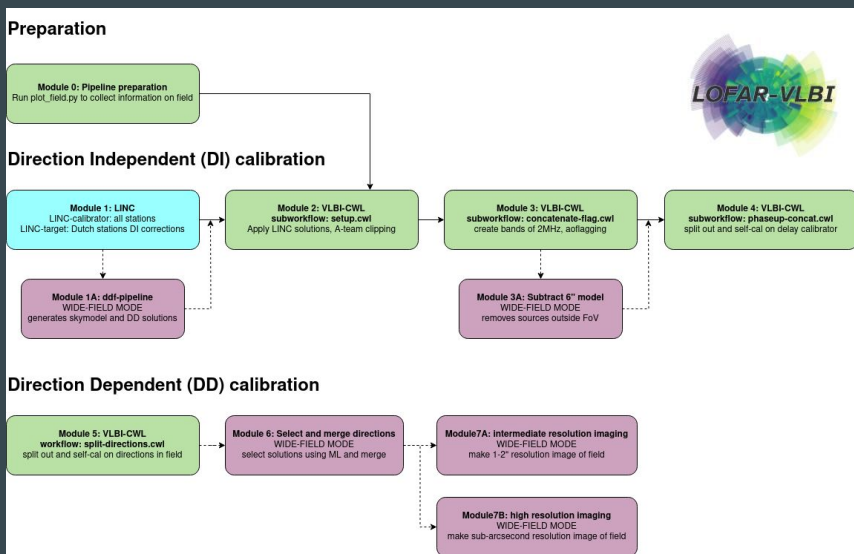 Preparation
Module 0: Pipeline preparation
Run plot_field.py to collect information on field
LOFAR-VLBI
Direction Independent (DI) calibration
Module 1: LINC
LINC-calibrator: all stations
LINC-target: Dutch stations DI corrections
Module 2: VLBI-CWL
subworkflow: setup.cwl
Apply LINC solutions, A-team clipping
Module 3: VLBI-CWL
subworkflow: concatenate-flag.cwl
create bands of 2MHz, aoflagging
Module 4: VLBI-CWL
subworkflow: phaseup-concat.cwl
split out and self-cal on delay calibrator
Module 1A: ddf-pipeline
WIDE-FIELD MODE
generates skymodel and DD solutions
Module 3A: Subtract 6" model
WIDE-FIELD MODE
removes sources outside FoV
Direction Dependent (DD) calibration
Module 5: VLBI-CWL
workflow: split-directions.cwl
split out and self-cal on directions in field
Module 6: Select and merge directions
WIDE-FIELD MODE
select solutions using ML and merge
Module7A: intermediate resolution imaging
WIDE-FIELD MODE
make 1-2" resolution image of field
Module7B: high resolution imaging
WIDE-FIELD MODE
make sub-arcsecond resolution image of field